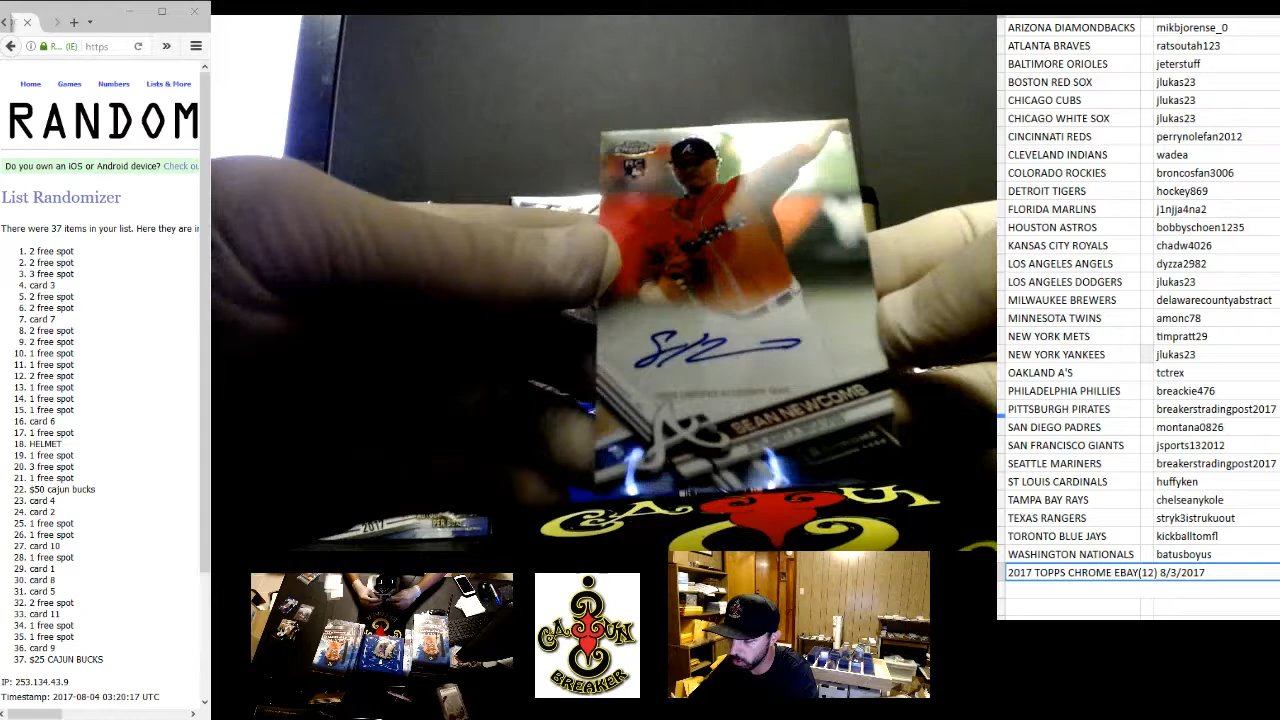 R... (IE)
https
Home Games Numbers Lists & More
RANDOM
Do you own an iOS or Android device? Check ou
List Randomizer
There were 37 items in your list. Here they are i
1. 2 free spot
2. 2 free spot
3. 3 free spot
4. card 3
5. 2 free spot
6. 2 free spot
7. card 7
8. 2 free spot
9. 2 free spot
10. 1 free spot
11. 1 free spot
12. 2 free spot
13. 1 free spot
14. 1 free spot
15. 1 free spot
16. card 6
17. 1 free spot
18. HELMET
19. 1 free spot
20. 3 free spot
21. 1 free spot
22. $50 cajun bucks
23. card 4
24. card 2
25. 1 free spot
26. 1 free spot
27. card 10
28. 1 free spot
29. card 1
30. card 8
31. card 5
32. 2 free spot
33. card 11
34. 1 free spot
35. 1 free spot
36. card 9
37. $25 CAJUN BUCKS
IP: 253.134.43.9
Timestamp: 2017-08-04 03:20:17 UTC
RC
A
SEAN NEWCOMB
2017
CAJUN
CAJUN
BREAKER
ARIZONA DIAMONDBACKS mikbjorense_0
ATLANTA BRAVES ratsoutah123
BALTIMORE ORIOLES jeterstuff
BOSTON RED SOX jlukas23
CHICAGO CUBS jlukas23
CHICAGO WHITE SOX jlukas23
CINCINNATI REDS perrynolefan2012
CLEVELAND INDIANS wadea
COLORADO ROCKIES broncosfan3006
DETROIT TIGERS hockey869
FLORIDA MARLINS j1njja4na2
HOUSTON ASTROS bobbyschoen1235
KANSAS CITY ROYALS chadw4026
LOS ANGELES ANGELS dyzza2982
LOS ANGELES DODGERS jlukas23
MILWAUKEE BREWERS delawarecountyabstract
MINNESOTA TWINS amonc78
NEW YORK METS timpratt29
NEW YORK YANKEES jlukas23
OAKLAND A'S tctrex
PHILADELPHIA PHILLIES breackie476
PITTSBURGH PIRATES breakerstradingpost2017
SAN DIEGO PADRES montana0826
SAN FRANCISCO GIANTS jsports132012
SEATTLE MARINERS breakerstradingpost2017
ST LOUIS CARDINALS huffyken
TAMPA BAY RAYS chelseanykole
TEXAS RANGERS stryk3istrukuout
TORONTO BLUE JAYS kickballtomfl
WASHINGTON NATIONALS batusboyus
2017 TOPPS CHROME EBAY(12) 8/3/2017